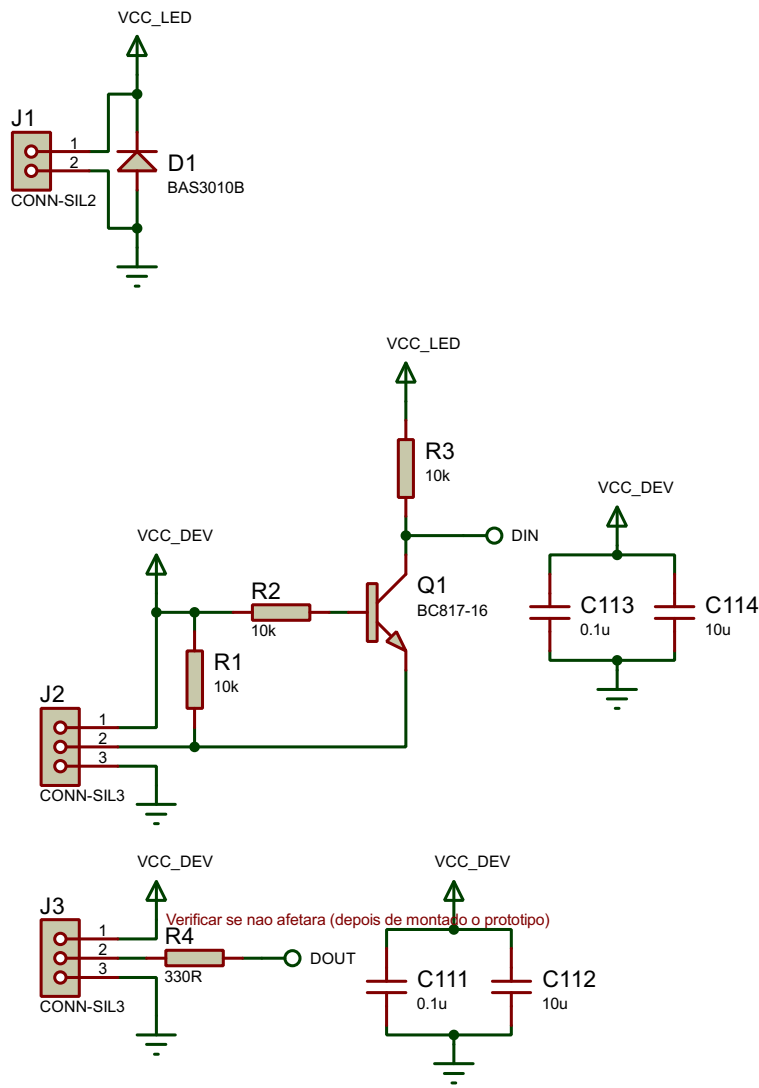 VCC_LED
J1
1
2
CONN-SIL2
D1
BAS3010B
VCC_LED
R3
10k
DIN
VCC_DEV
VCC_DEV
R2
10k
Q1
BC817-16
C113
0.1u
C114
10u
R1
10k
J2
1
2
3
CONN-SIL3
VCC_DEV
VCC_DEV
Verificar se nao afetara (depois de montado o prototipo)
J3
1
2
3
CONN-SIL3
R4
330R
DOUT
C111
0.1u
C112
10u